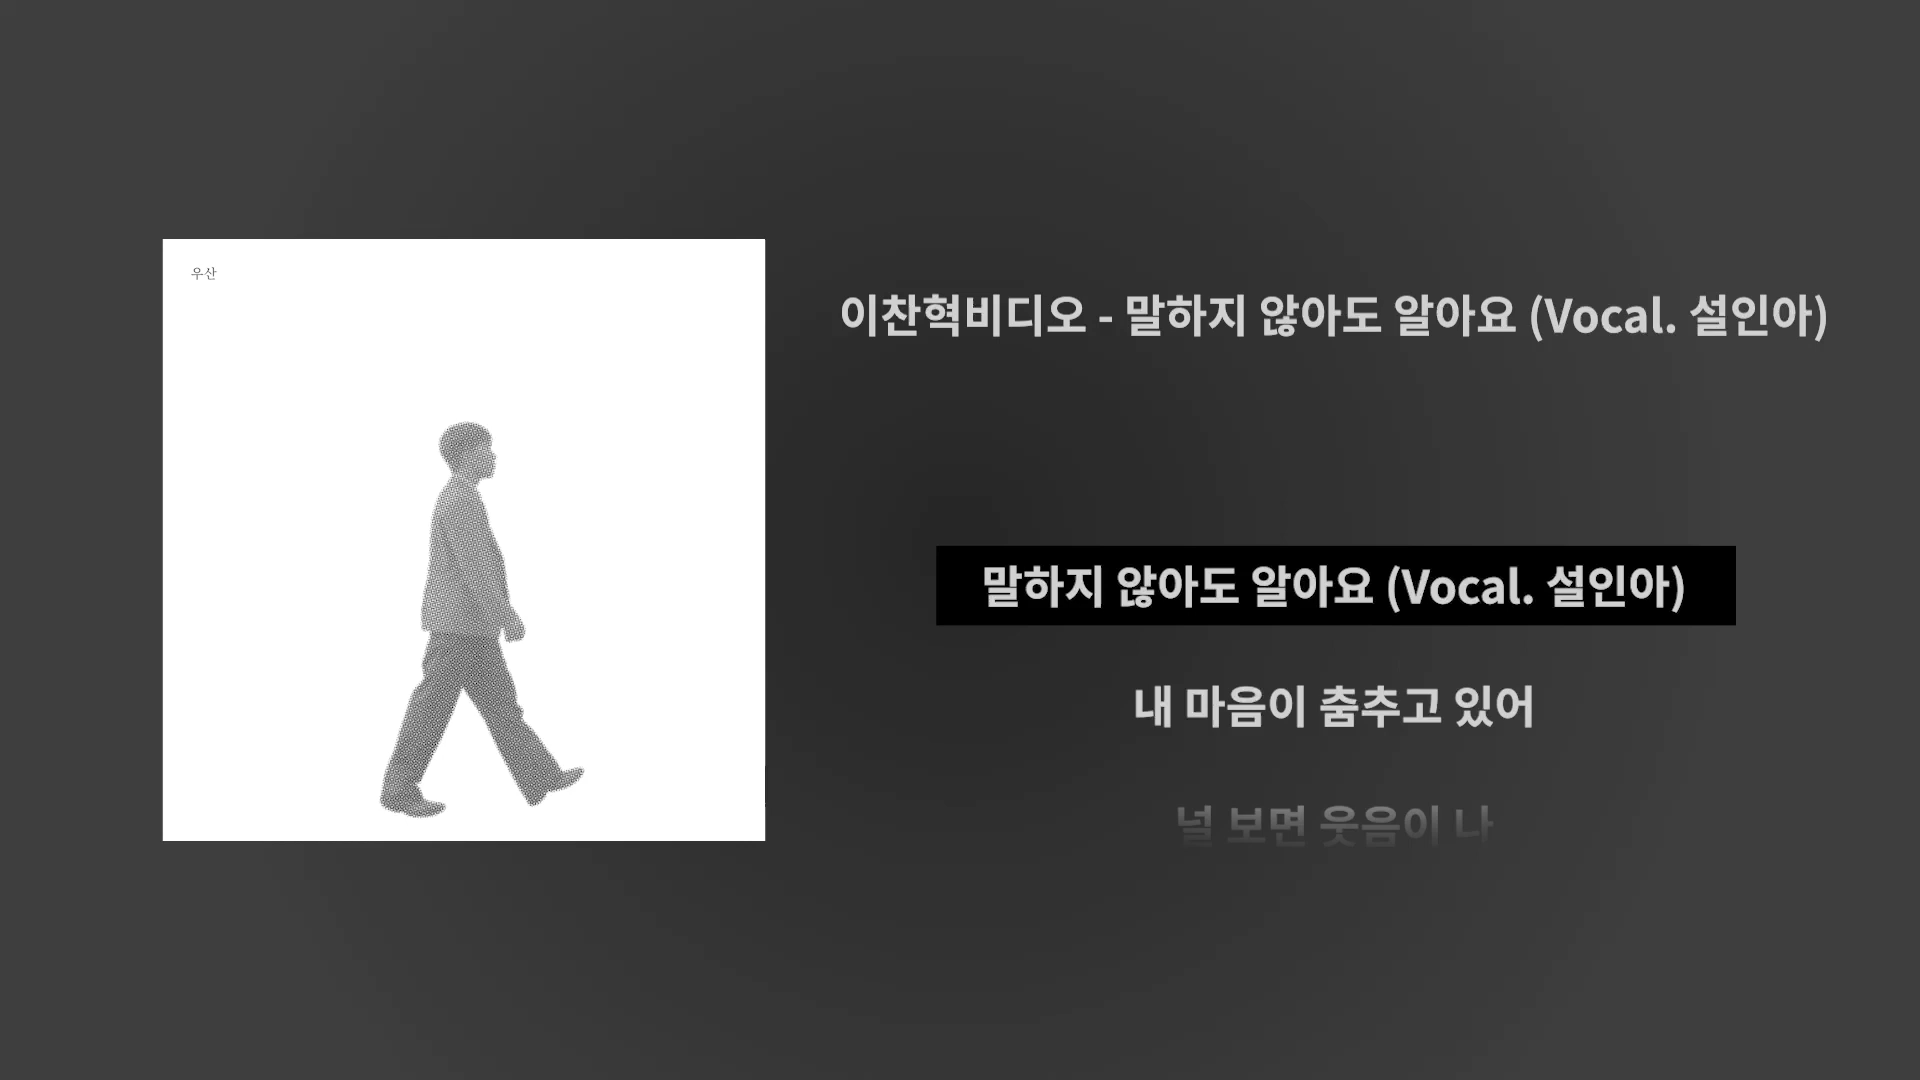 우산
이찬혁비디오 - 말하지 않아도 알아요 (Vocal. 설인아)
말하지 않아도 알아요 (Vocal. 설인아)
내 마음이 춤추고 있어
널 보면 웃음이 나